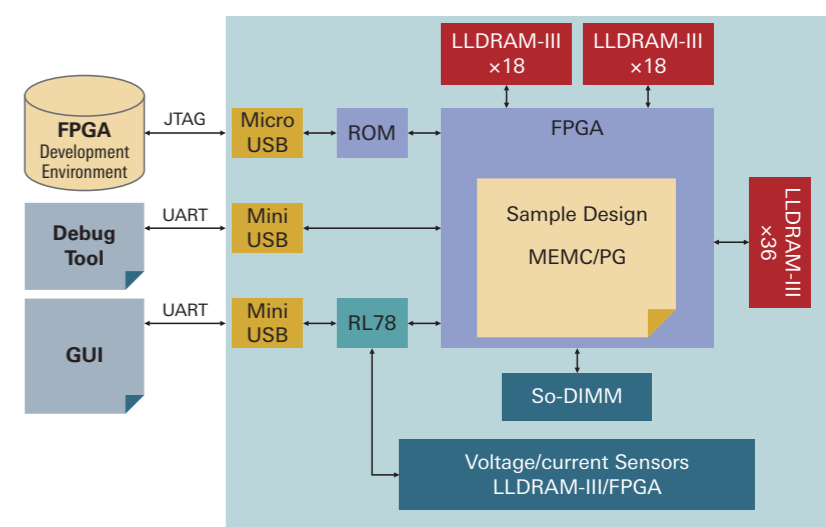 LLDRAM-III
×18
LLDRAM-III
×18
FPGA
Development
Environment
JTAG
Micro
USB
ROM
FPGA
Debug
Tool
UART
Mini
USB
Sample Design
MEMC/PG
LLDRAM-III
×36
GUI
UART
Mini
USB
RL78
So-DIMM
Voltage/current Sensors
LLDRAM-III/FPGA